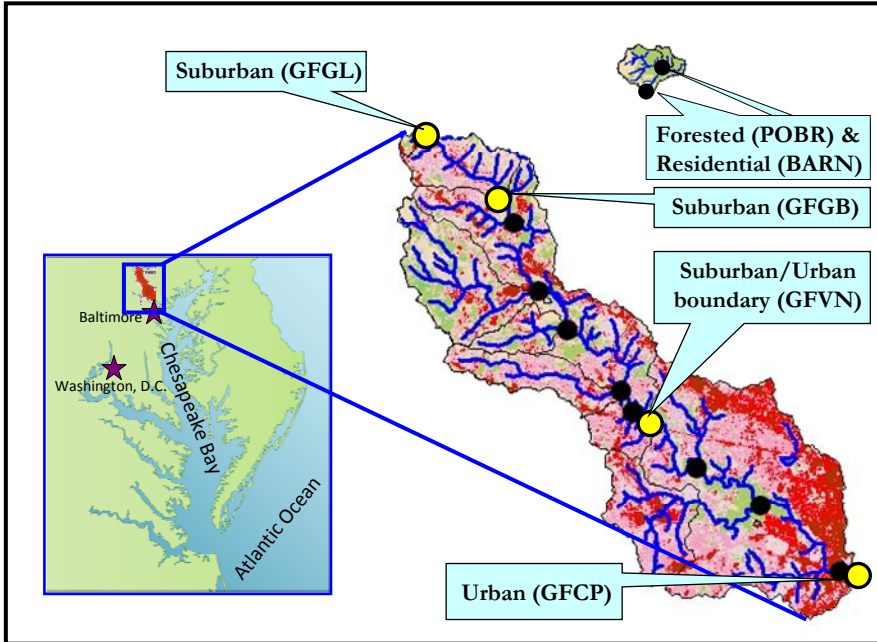 Suburban (GFGL)
Forested (POBR) &
Residential (BARN)
Suburban (GFGB)
Suburban/Urban
boundary (GFVN)
Urban (GFCP)
Baltimore
Washington, D.C.
Chesapeake Bay
Atlantic Ocean